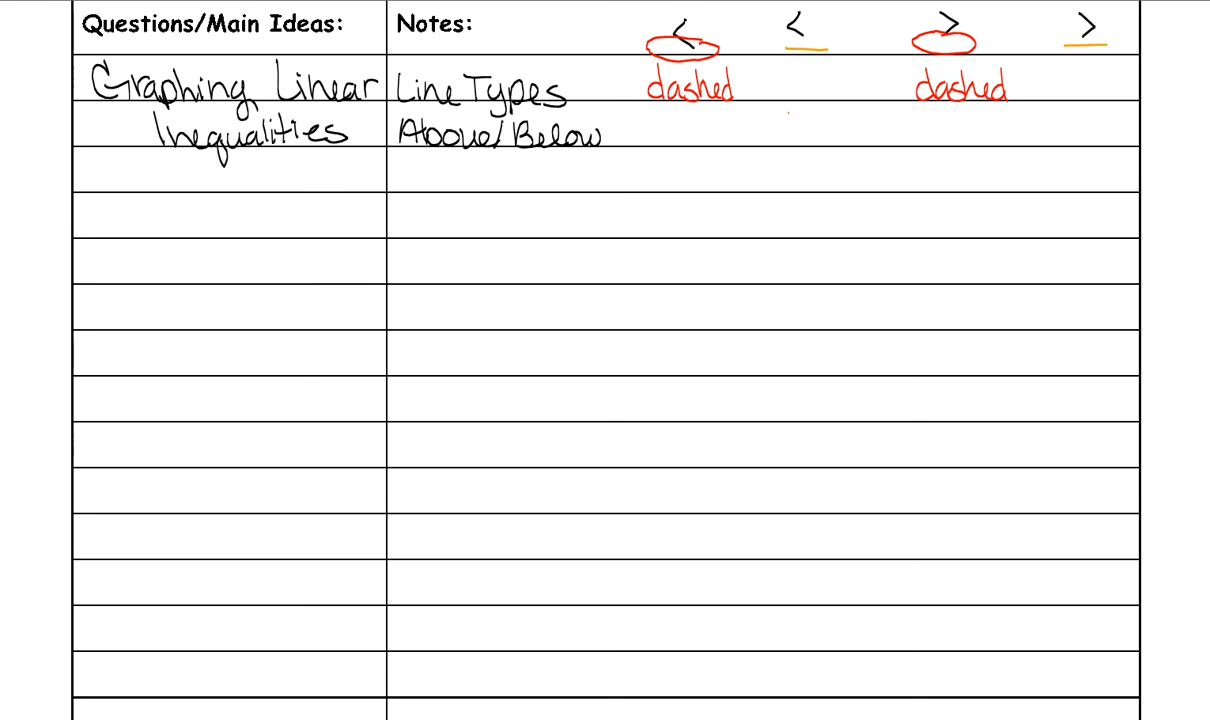 Questions/Main Ideas: Notes: < ≤ > ≥
Graphing Linear Line Types dashed dashed
Inequalities Above/Below